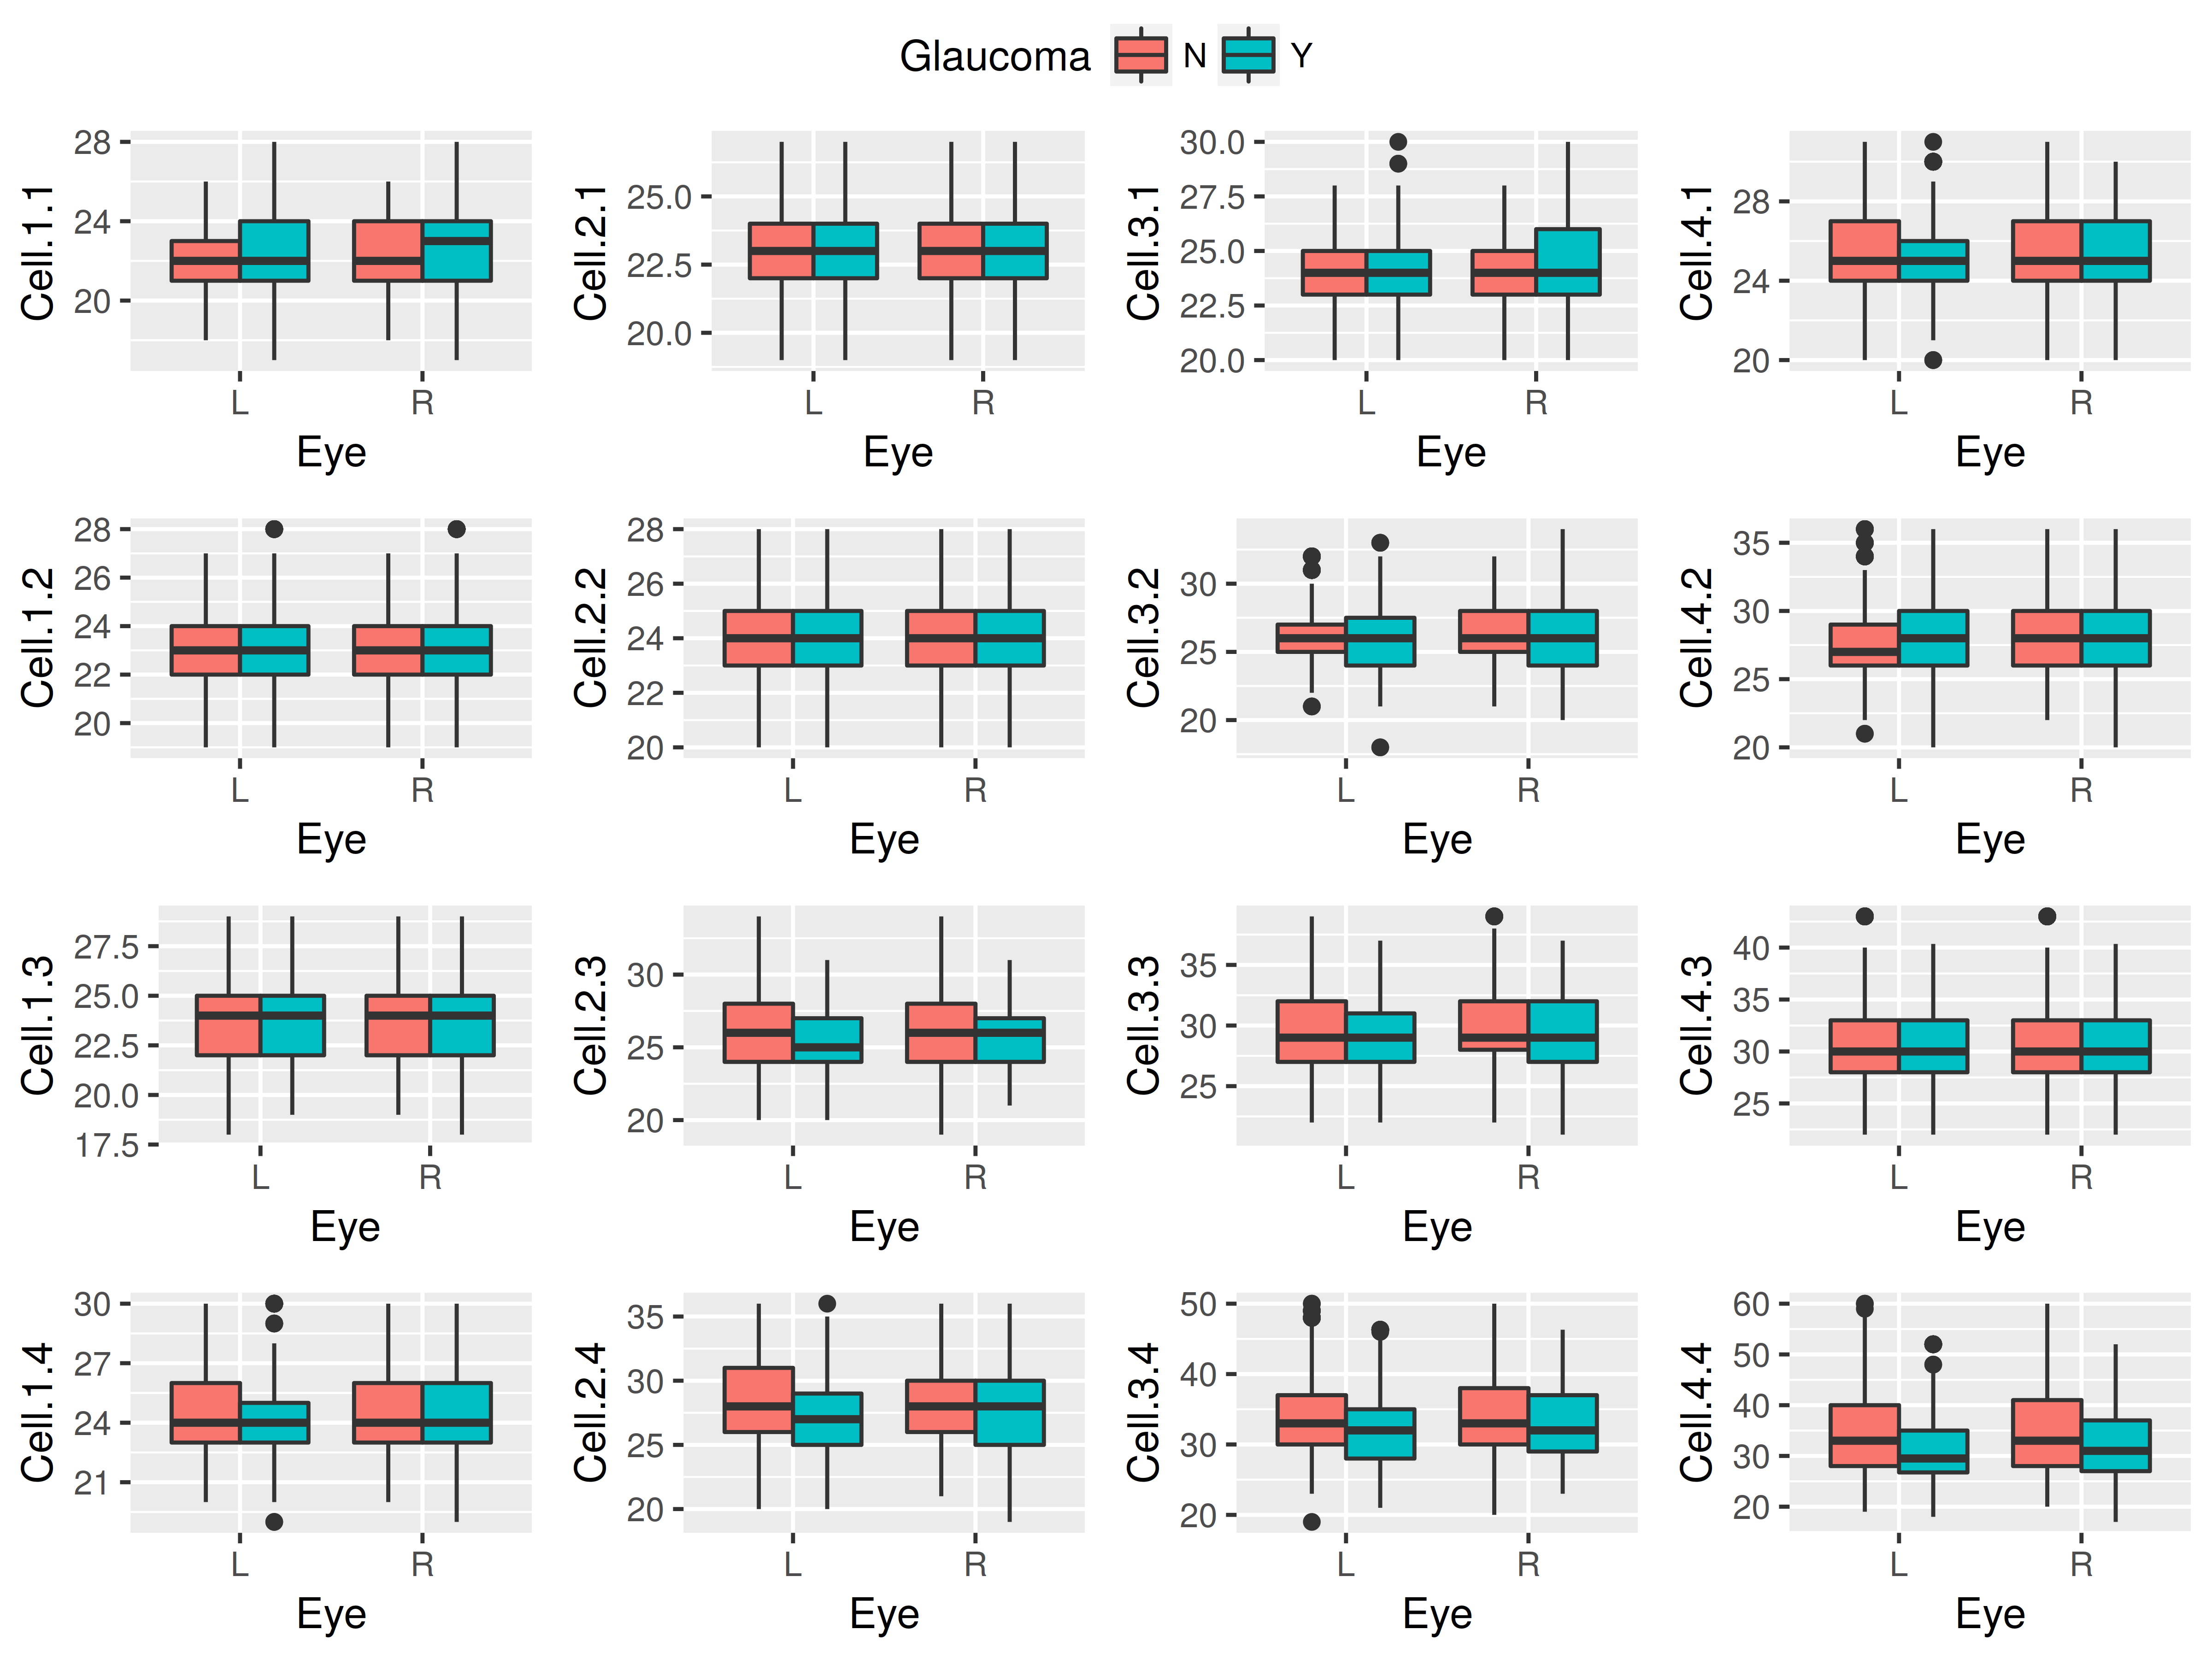 Glaucoma N Y
Cell.1.1
28
24
20
L R
Eye
Cell.2.1
25.0
22.5
20.0
L R
Eye
Cell.3.1
30.0
27.5
25.0
22.5
20.0
L R
Eye
Cell.4.1
28
24
20
L R
Eye
Cell.1.2
28
26
24
22
20
L R
Eye
Cell.2.2
28
26
24
22
20
L R
Eye
Cell.3.2
30
25
20
L R
Eye
Cell.4.2
35
30
25
20
L R
Eye
Cell.1.3
27.5
25.0
22.5
20.0
17.5
L R
Eye
Cell.2.3
30
25
20
L R
Eye
Cell.3.3
35
30
25
L R
Eye
Cell.4.3
40
35
30
25
L R
Eye
Cell.1.4
30
27
24
21
L R
Eye
Cell.2.4
35
30
25
20
L R
Eye
Cell.3.4
50
40
30
20
L R
Eye
Cell.4.4
60
50
40
30
20
L R
Eye